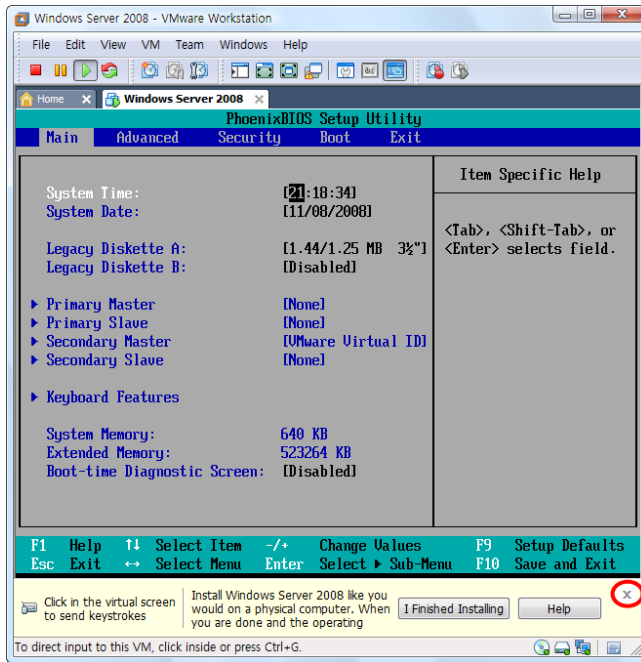 Windows Server 2008 - VMware Workstation
File Edit View VM Team Windows Help
Home Windows Server 2008
PhoenixBIOS Setup Utility
Main Advanced Security Boot Exit
Item Specific Help
System Time: [21:18:34]
System Date: [11/08/2008]
<Tab>, <Shift-Tab>, or
<Enter> selects field.
Legacy Diskette A: [1.44/1.25 MB 3½"]
Legacy Diskette B: [Disabled]
Primary Master [None]
Primary Slave [None]
Secondary Master [VMware Virtual ID]
Secondary Slave [None]
Keyboard Features
System Memory: 640 KB
Extended Memory: 523264 KB
Boot-time Diagnostic Screen: [Disabled]
F1 Help ↑↓ Select Item -/+ Change Values F9 Setup Defaults
Esc Exit ↔ Select Menu Enter Select ▶ Sub-Menu F10 Save and Exit
Click in the virtual screen
to send keystrokes
Install Windows Server 2008 like you
would on a physical computer. When
you are done and the operating
I Finished Installing
Help
To direct input to this VM, click inside or press Ctrl+G.